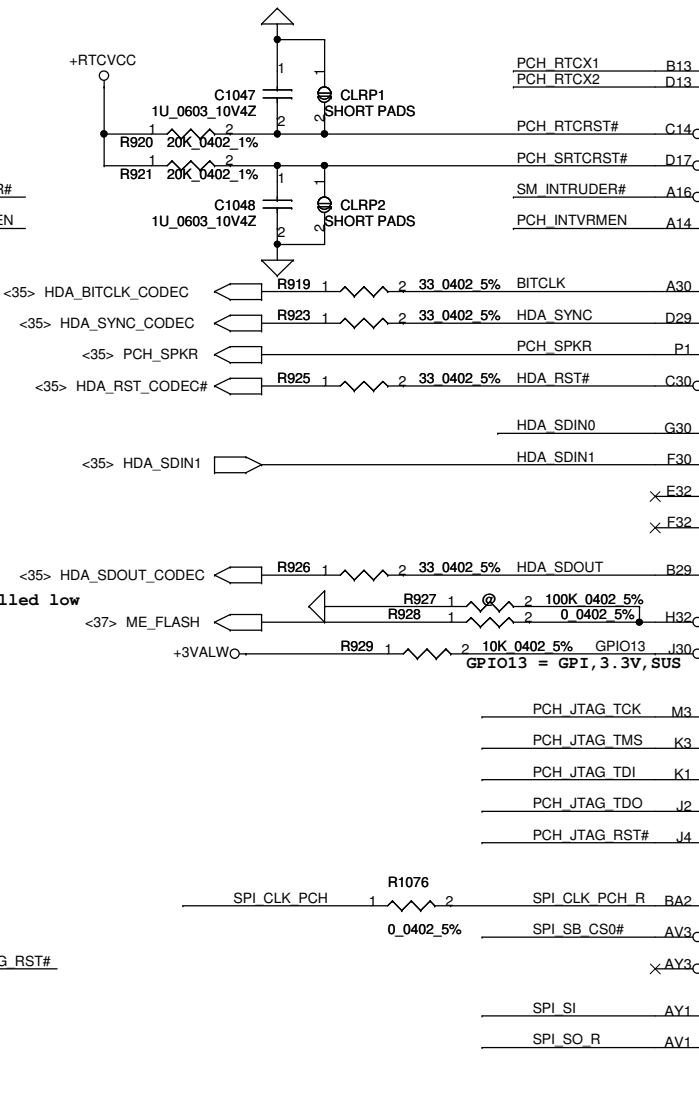 +RTCVCC
1
1
C1047
1U_0603_10V4Z
CLRP1
SHORT PADS
2
2
PCH_RTCX1 B13
PCH_RTCX2 D13
R920 1 2 20K_0402_1%
PCH_RTCRST# C14
R921 1 2 20K_0402_1%
PCH_SRTCRST# D17
1
1
C1048
1U_0603_10V4Z
CLRP2
SHORT PADS
2
2
R#
SM_INTRUDER# A16
EN
PCH_INTVRMEN A14
<35> HDA_BITCLK_CODEC R919 1 2 33_0402_5% BITCLK A30
<35> HDA_SYNC_CODEC R923 1 2 33_0402_5% HDA_SYNC D29
<35> PCH_SPKR PCH_SPKR P1
<35> HDA_RST_CODEC# R925 1 2 33_0402_5% HDA_RST# C30
HDA_SDIN0 G30
<35> HDA_SDIN1 HDA_SDIN1 F30
E32
F32
<35> HDA_SDOUT_CODEC R926 1 2 33_0402_5% HDA_SDOUT B29
lled low
R927 1 @ 2 100K_0402_5%
<37> ME_FLASH R928 1 2 0_0402_5% H32
+3VALW R929 1 2 10K_0402_5% GPIO13 J30
GPIO13 = GPI,3.3V,SUS
PCH_JTAG_TCK M3
PCH_JTAG_TMS K3
PCH_JTAG_TDI K1
PCH_JTAG_TDO J2
PCH_JTAG_RST# J4
R1076
SPI_CLK_PCH 1 2 SPI_CLK_PCH_R BA2
0_0402_5%
SPI_SB_CS0# AV3
G_RST#
AY3
SPI_SI AY1
SPI_SO_R AV1